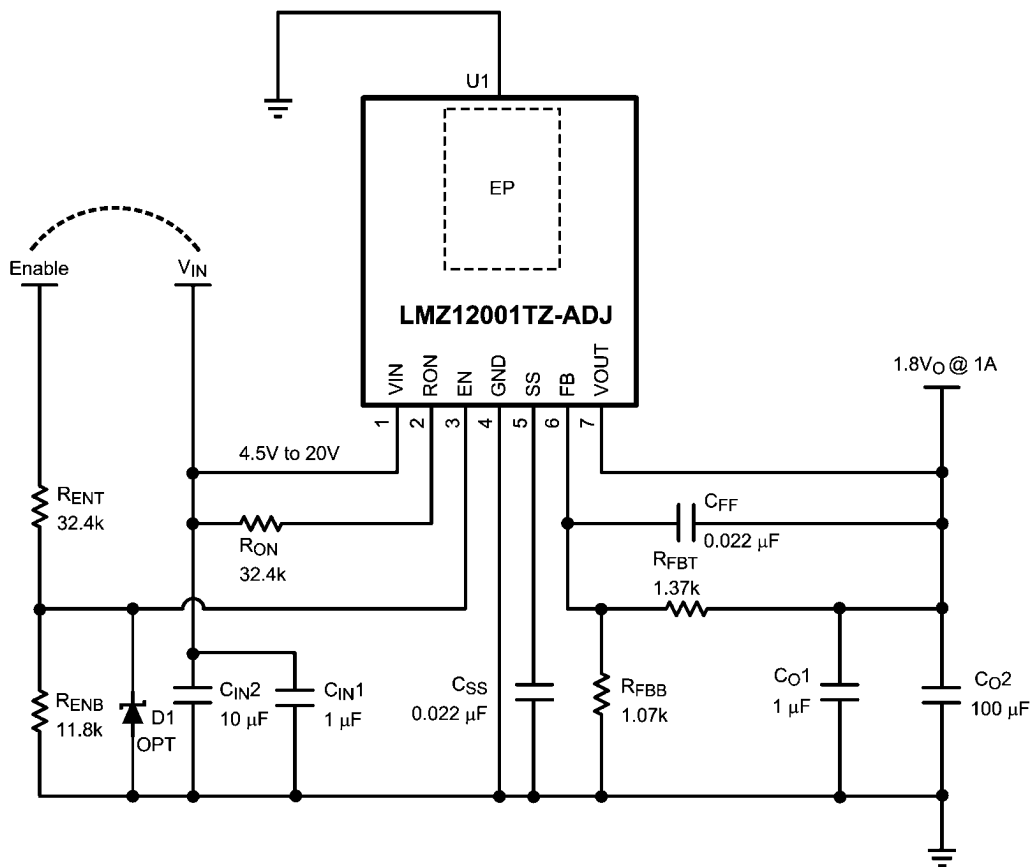 U1
EP
Enable
VIN
LMZ12001TZ-ADJ
VIN
RON
EN
GND
SS
FB
VOUT
1
2
3
4
5
6
7
1.8VO @ 1A
4.5V to 20V
RENT
32.4k
RON
32.4k
CFF
0.022 μF
RFBT
1.37k
RENB
11.8k
D1
OPT
CIN2
10 μF
CIN1
1 μF
CSS
0.022 μF
RFBB
1.07k
CO1
1 μF
CO2
100 μF